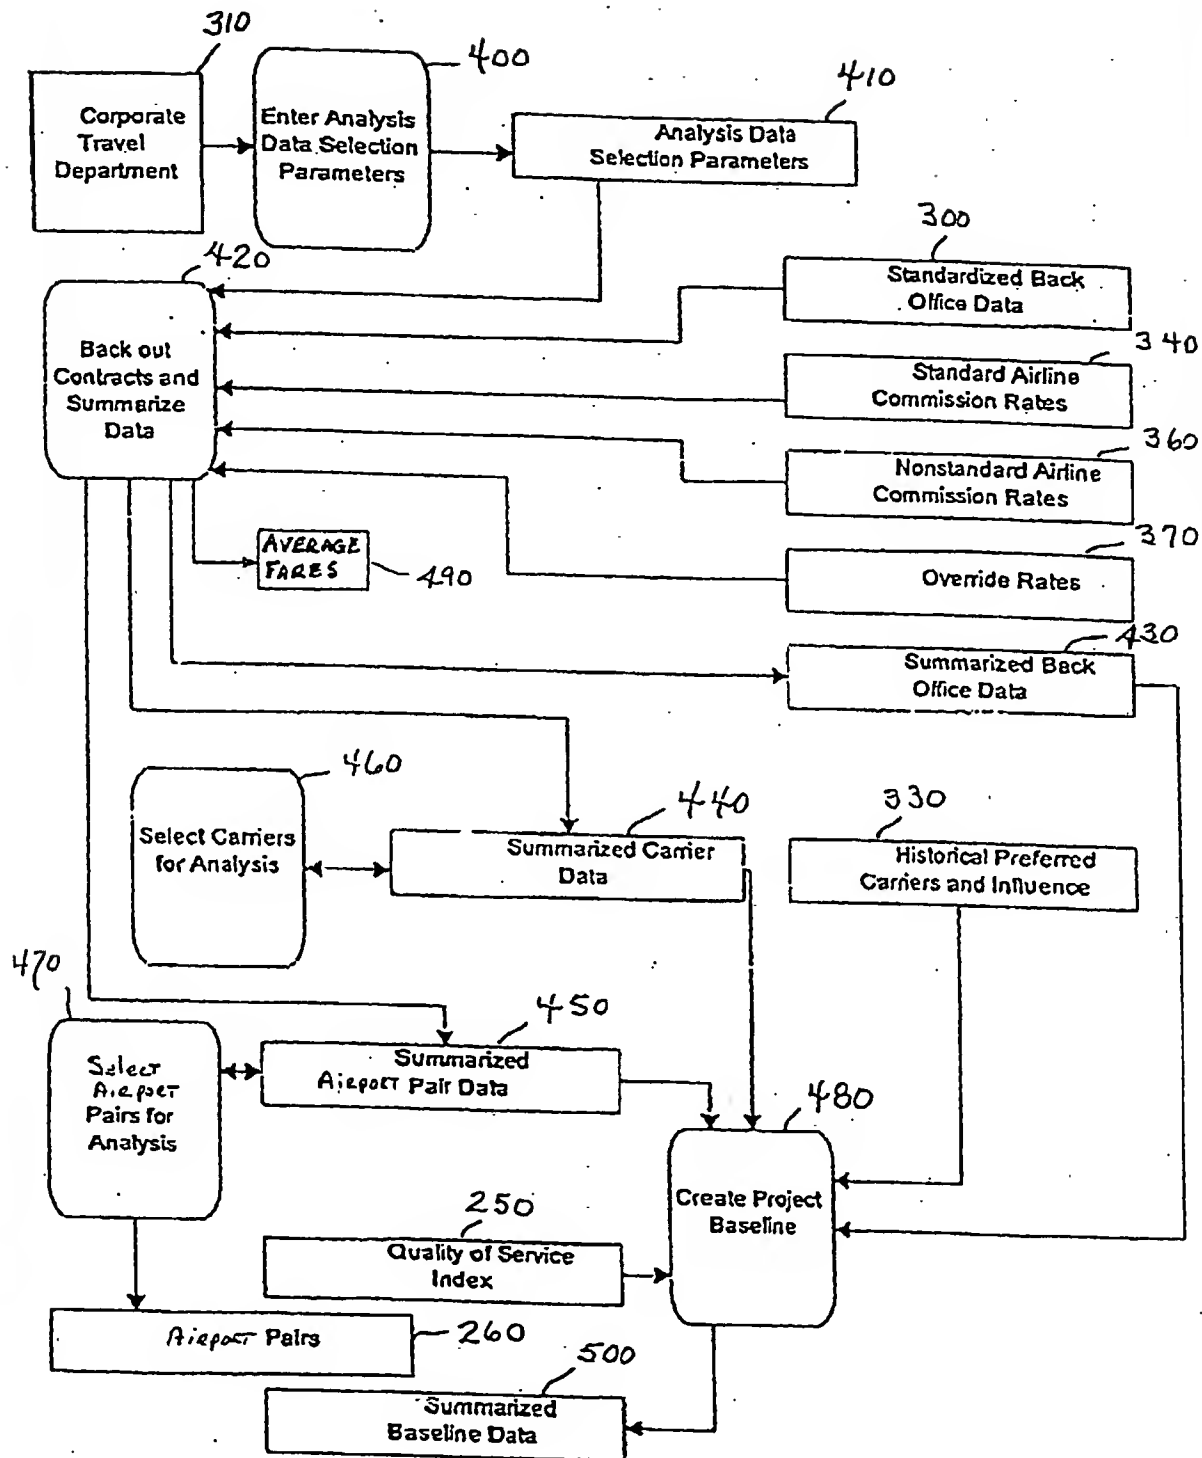 310
400
410
Corporate
Travel
Department
Enter Analysis
Data Selection
Parameters
Analysis Data
Selection Parameters
300
420
Standardized Back
Office Data
340
Back out
Contracts and
Summarize
Data
Standard Airline
Commission Rates
360
Nonstandard Airline
Commission Rates
370
AVERAGE
FARES
490
Override Rates
430
Summarized Back
Office Data
460
440
330
Select Carriers
for Analysis
Summarized Carrier
Data
Historical Preferred
Carriers and Influence
470
450
Select
Airport
Pairs for
Analysis
Summarized
Airport Pair Data
480
Create Project
Baseline
250
Quality of Service
Index
Airport Pairs
260
500
Summarized
Baseline Data